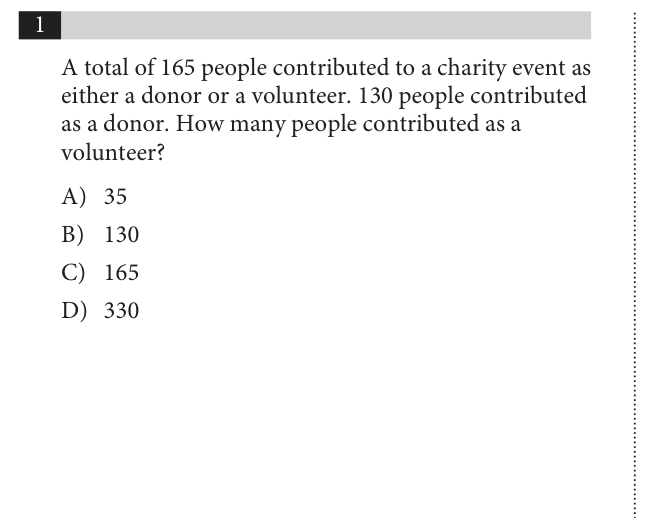 1
A total of 165 people contributed to a charity event as
either a donor or a volunteer. 130 people contributed
as a donor. How many people contributed as a
volunteer?
A) 35
B) 130
C) 165
D) 330